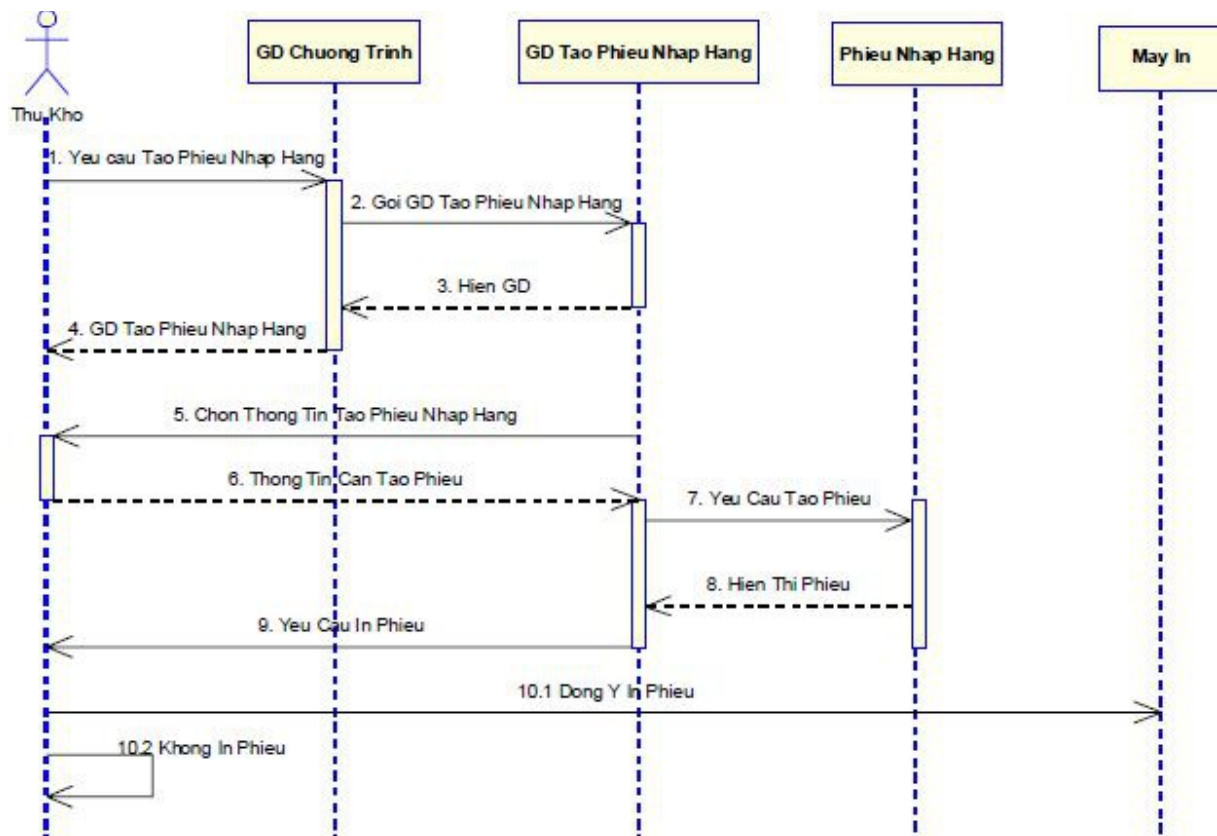 GD Chuong Trinh
GD Tao Phieu Nhap Hang
Phieu Nhap Hang
May In
Thu Kho
1. Yeu cau Tao Phieu Nhap Hang
2. Goi GD Tao Phieu Nhap Hang
3. Hien GD
4. GD Tao Phieu Nhap Hang
5. Chon Thong Tin Tao Phieu Nhap Hang
6. Thong Tin Can Tao Phieu
7. Yeu Cau Tao Phieu
8. Hien Thi Phieu
9. Yeu Cau In Phieu
10.1 Dong Y In Phieu
10.2 Khong In Phieu